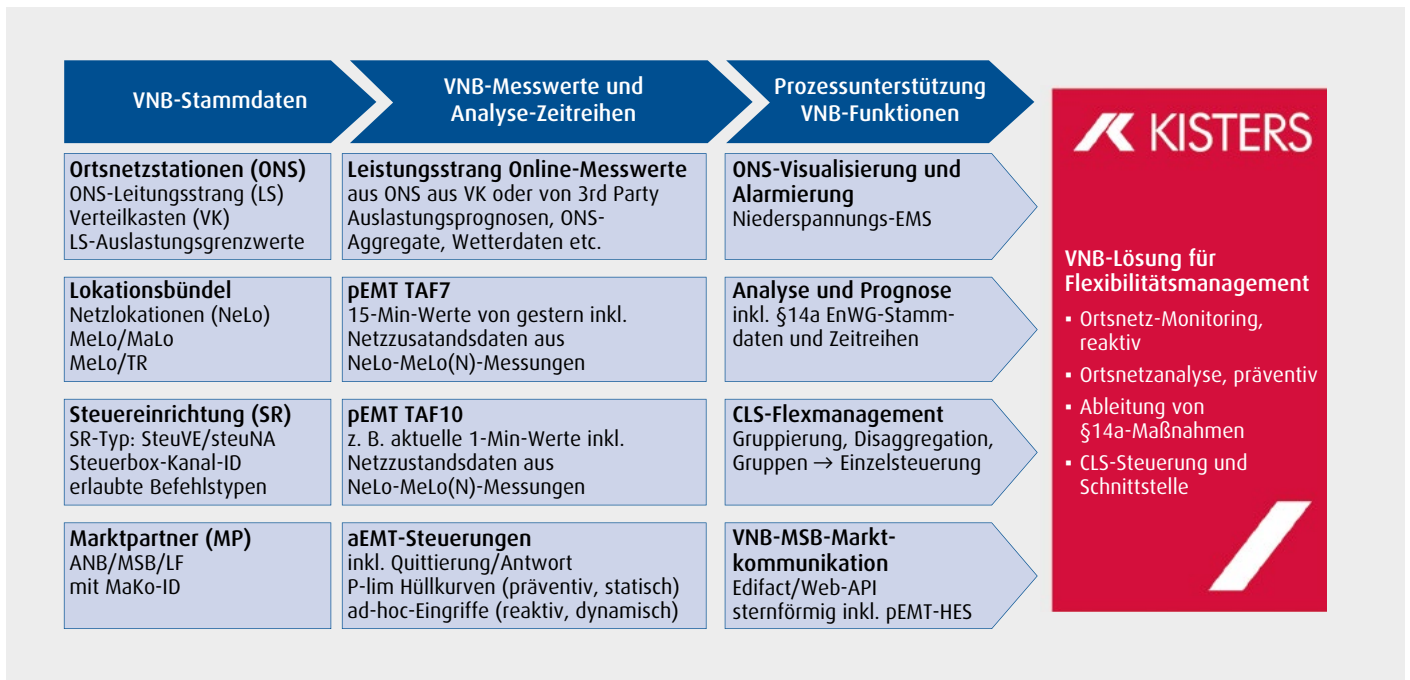 VNB-Stammdaten
VNB-Messwerte und
Analyse-Zeitreihen
Prozessunterstützung
VNB-Funktionen
Ortsnetzstationen (ONS)
ONS-Leitungsstrang (LS)
Verteilkasten (VK)
LS-Auslastungsgrenzwerte
Leistungsstrang Online-Messwerte
aus ONS aus VK oder von 3rd Party
Auslastungsprognosen, ONS-
Aggregate, Wetterdaten etc.
ONS-Visualisierung und
Alarmierung
Niederspannungs-EMS
Lokationsbündel
Netzlokationen (NeLo)
MeLo/MaLo
MeLo/TR
pEMT TAF7
15-Min-Werte von gestern inkl.
Netzzusatandsdaten aus
NeLo-MeLo(N)-Messungen
Analyse und Prognose
inkl. §14a EnWG-Stamm-
daten und Zeitreihen
Steuereinrichtung (SR)
SR-Typ: SteuVE/steuNA
Steuerbox-Kanal-ID
erlaubte Befehlstypen
pEMT TAF10
z. B. aktuelle 1-Min-Werte inkl.
Netzzustandsdaten aus
NeLo-MeLo(N)-Messungen
CLS-Flexmanagement
Gruppierung, Disaggregation,
Gruppen → Einzelsteuerung
Marktpartner (MP)
ANB/MSB/LF
mit MaKo-ID
aEMT-Steuerungen
inkl. Quittierung/Antwort
P-lim Hüllkurven (präventiv, statisch)
ad-hoc-Eingriffe (reaktiv, dynamisch)
VNB-MSB-Markt-
kommunikation
Edifact/Web-API
sternförmig inkl. pEMT-HES
KISTERS
VNB-Lösung für
Flexibilitätsmanagement
▪ Ortsnetz-Monitoring,
reaktiv
▪ Ortsnetzanalyse, präventiv
▪ Ableitung von
§14a-Maßnahmen
▪ CLS-Steuerung und
Schnittstelle